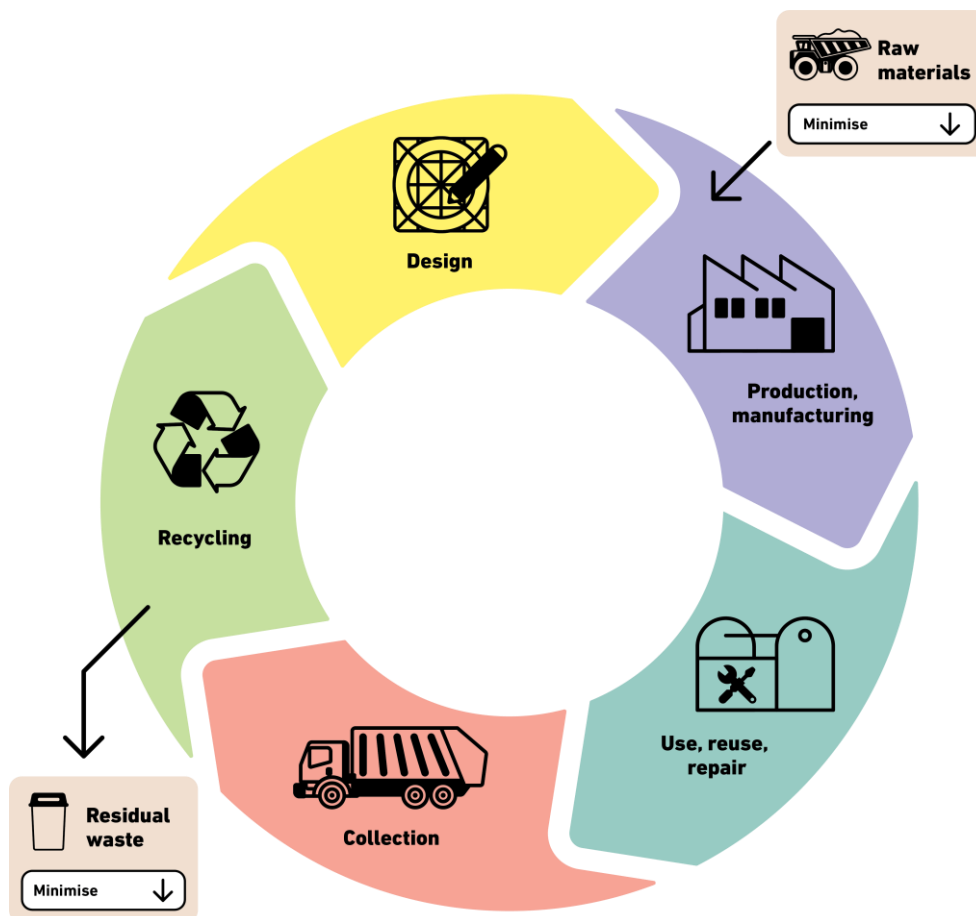 Raw
materials
Minimise
Design
Production,
manufacturing
Recycling
Use, reuse,
repair
Collection
Residual
waste
Minimise